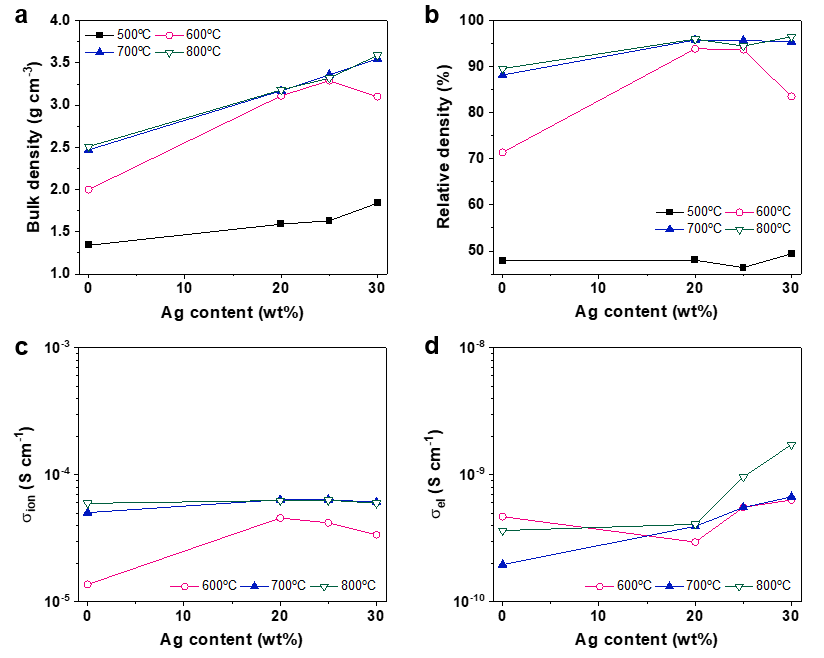 a
500ºC 600ºC
700ºC 800ºC
Bulk density (g cm-3)
4.0
3.5
3.0
2.5
2.0
1.5
1.0
0 10 20 30
Ag content (wt%)
b
Relative density (%)
100
90
80
70
60
50
500ºC 600ºC
700ºC 800ºC
0 10 20 30
Ag content (wt%)
c
σion (S cm-1)
10-3
10-4
10-5
600ºC 700ºC 800ºC
0 10 20 30
Ag content (wt%)
d
σel (S cm-1)
10-8
10-9
10-10
600ºC 700ºC 800ºC
0 10 20 30
Ag content (wt%)